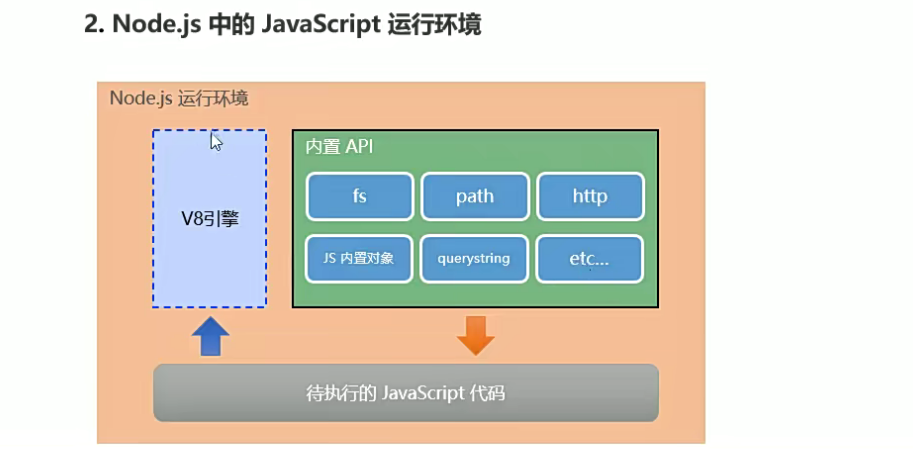 2. Node.js 中的 JavaScript 运行环境
Node.js 运行环境
V8引擎
内置 API
fs
path
http
JS 内置对象
querystring
etc...
待执行的 JavaScript 代码